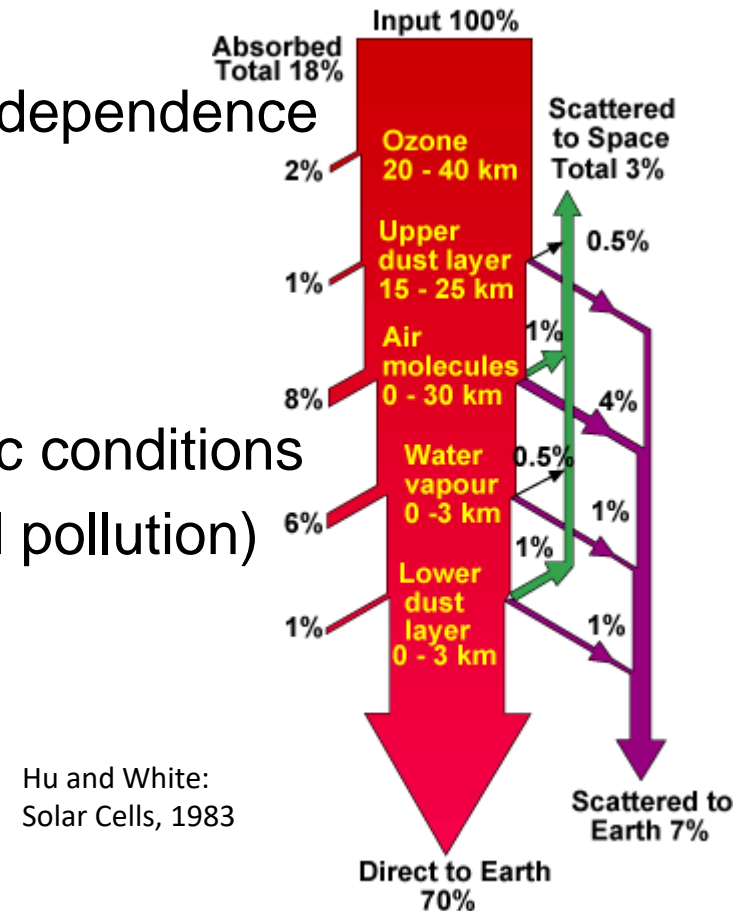 Input 100%
Absorbed
Total 18%
dependence
Scattered
to Space
Total 3%
Ozone
20 - 40 km
2%
Upper
dust layer
15 - 25 km
0.5%
1%
Air
molecules
0 - 30 km
1%
8%
4%
c conditions
Water
vapour
0 -3 km
0.5%
pollution)
6%
1%
1%
Lower
dust
layer
0 - 3 km
1%
1%
Hu and White:
Solar Cells, 1983
Scattered to
Earth 7%
Direct to Earth
70%